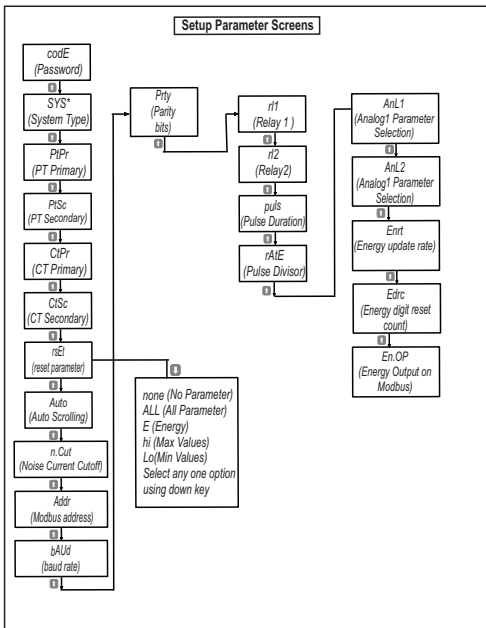 Setup Parameter Screens
codE
(Password)
SYS*
(System Type)
PtPr
(PT Primary)
PtSc
(PT Secondary)
CtPr
(CT Primary)
CtSc
(CT Secondary)
rsEt
(reset parameter)
Auto
(Auto Scrolling)
n.Cut
(Noise Current Cutoff)
Addr
(Modbus address)
bAUd
(baud rate)
none (No Parameter)
ALL (All Parameter)
E (Energy)
hi (Max Values)
Lo(Min Values)
Select any one option
using down key
Prty
(Parity
bits)
rl1
(Relay 1 )
rl2
(Relay2)
puls
(Pulse Duration)
rAtE
(Pulse Divisor)
AnL1
(Analog1 Parameter
Selection)
AnL2
(Analog1 Parameter
Selection)
Enrt
(Energy update rate)
Edrc
(Energy digit reset
count)
En.OP
(Energy Output on
Modbus)